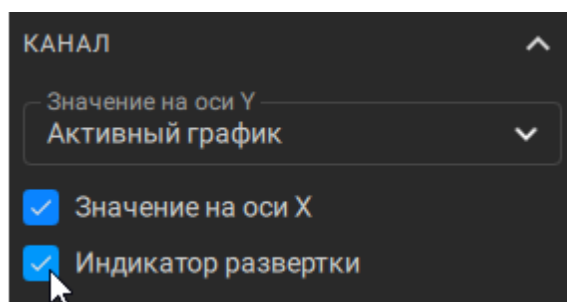 КАНАЛ
Значение на оси Y
Активный график
Значение на оси X
Индикатор развертки